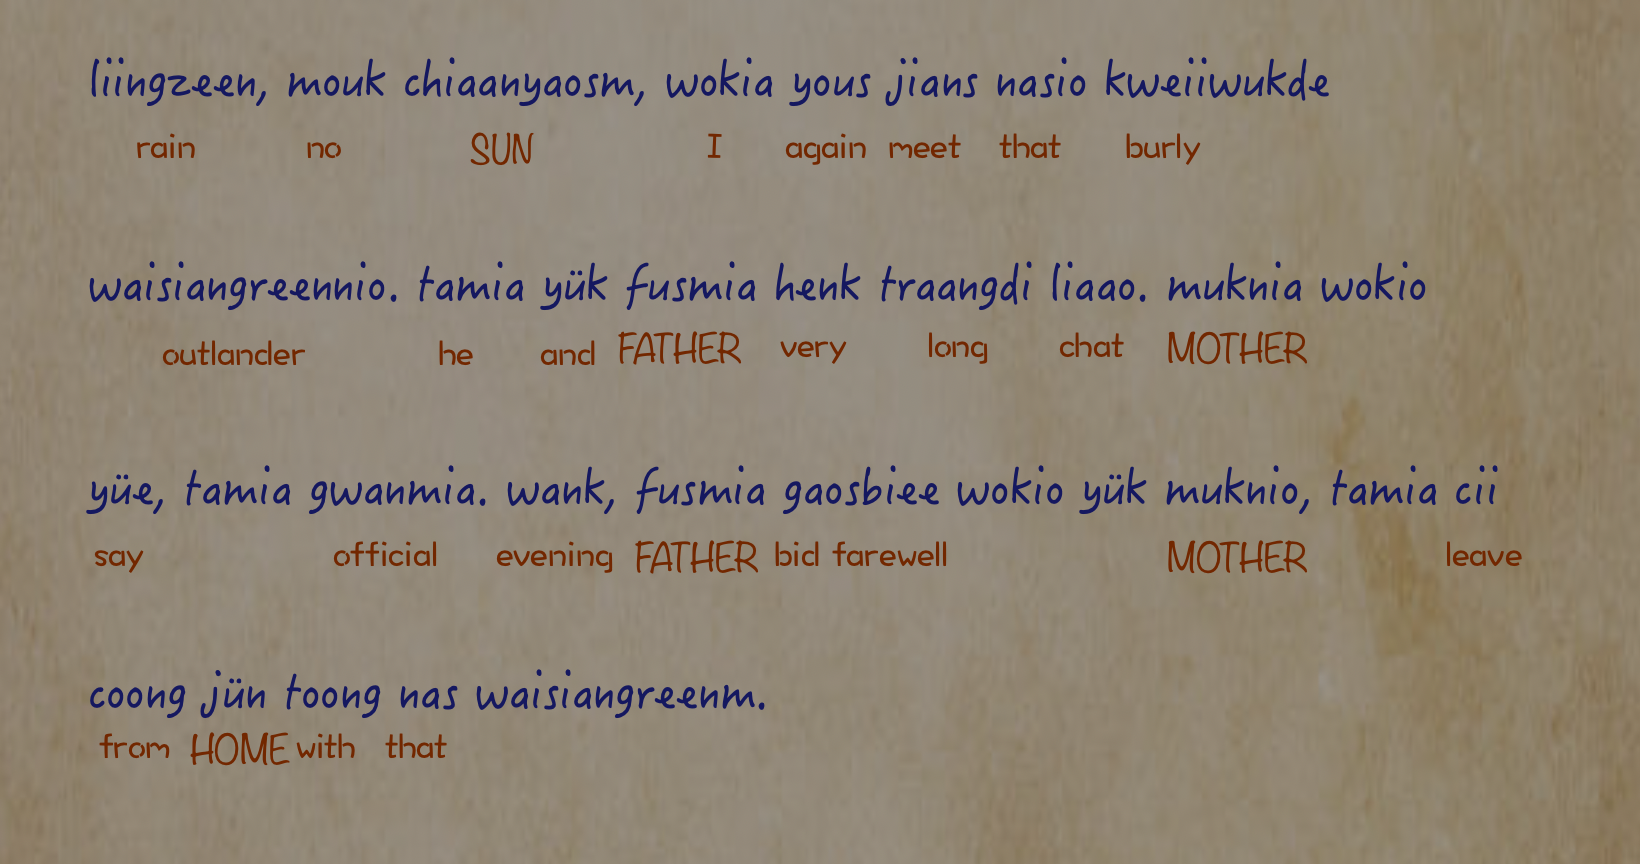 liingzeen, mouk chiaanyaosm, wokia yous jians nasio kweiiwukde
rain no SUN I again meet that burly
waisiangreennio. tamia yük fusmia henk traangdi liaao. muknia wokio
outlander he and FATHER very long chat MOTHER
yüe, tamia gwanmia. wank, fusmia gaosbiee wokio yük muknio, tamia cii
say official evening FATHER bid farewell MOTHER leave
coong jün toong nas waisiangreenm.
from HOME with that